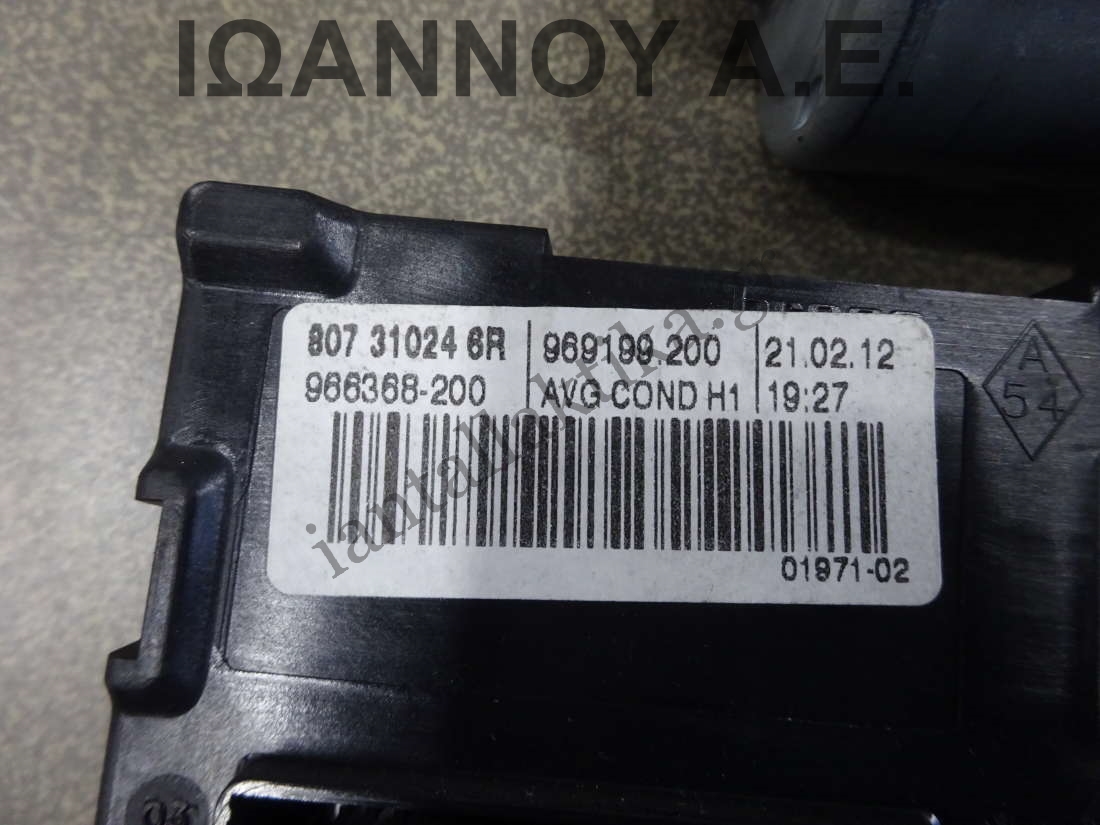 ΙΩΑΝΝΟΥ Α.Ε.
807 31024 6R 969199.200 21.02.12
966368-200 AVG COND H1 19:27
iantallaktika.g
01971-02
A
54